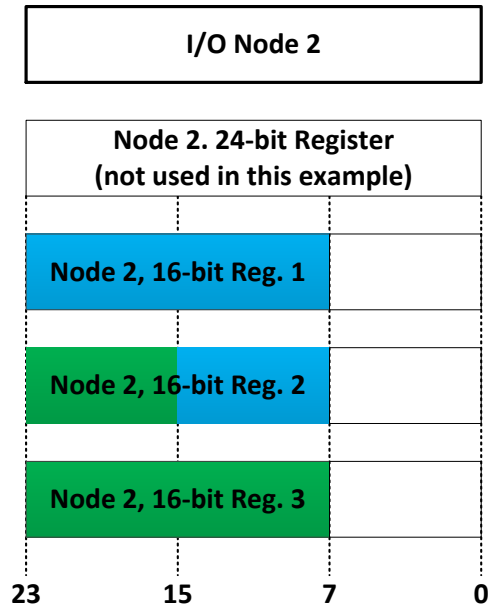 I/O Node 2
Node 2. 24-bit Register
(not used in this example)
Node 2, 16-bit Reg. 1
Node 2, 16-bit Reg. 2
Node 2, 16-bit Reg. 3
23 15 7 0